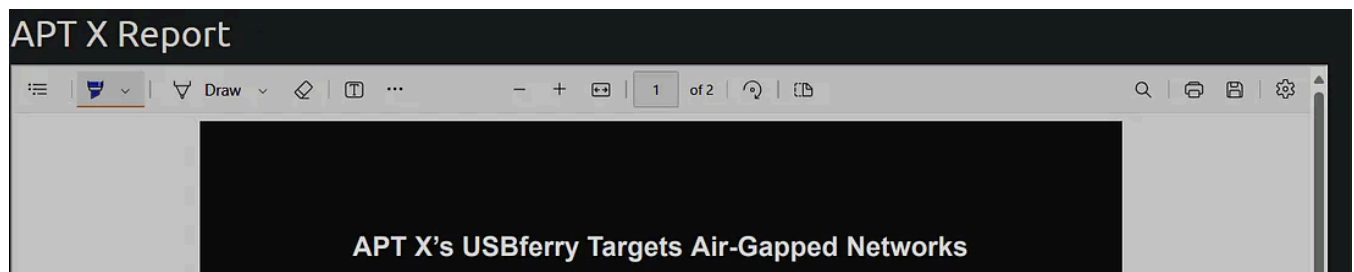 APT X Report
Draw
1 of 2
APT X's USBferry Targets Air-Gapped Networks